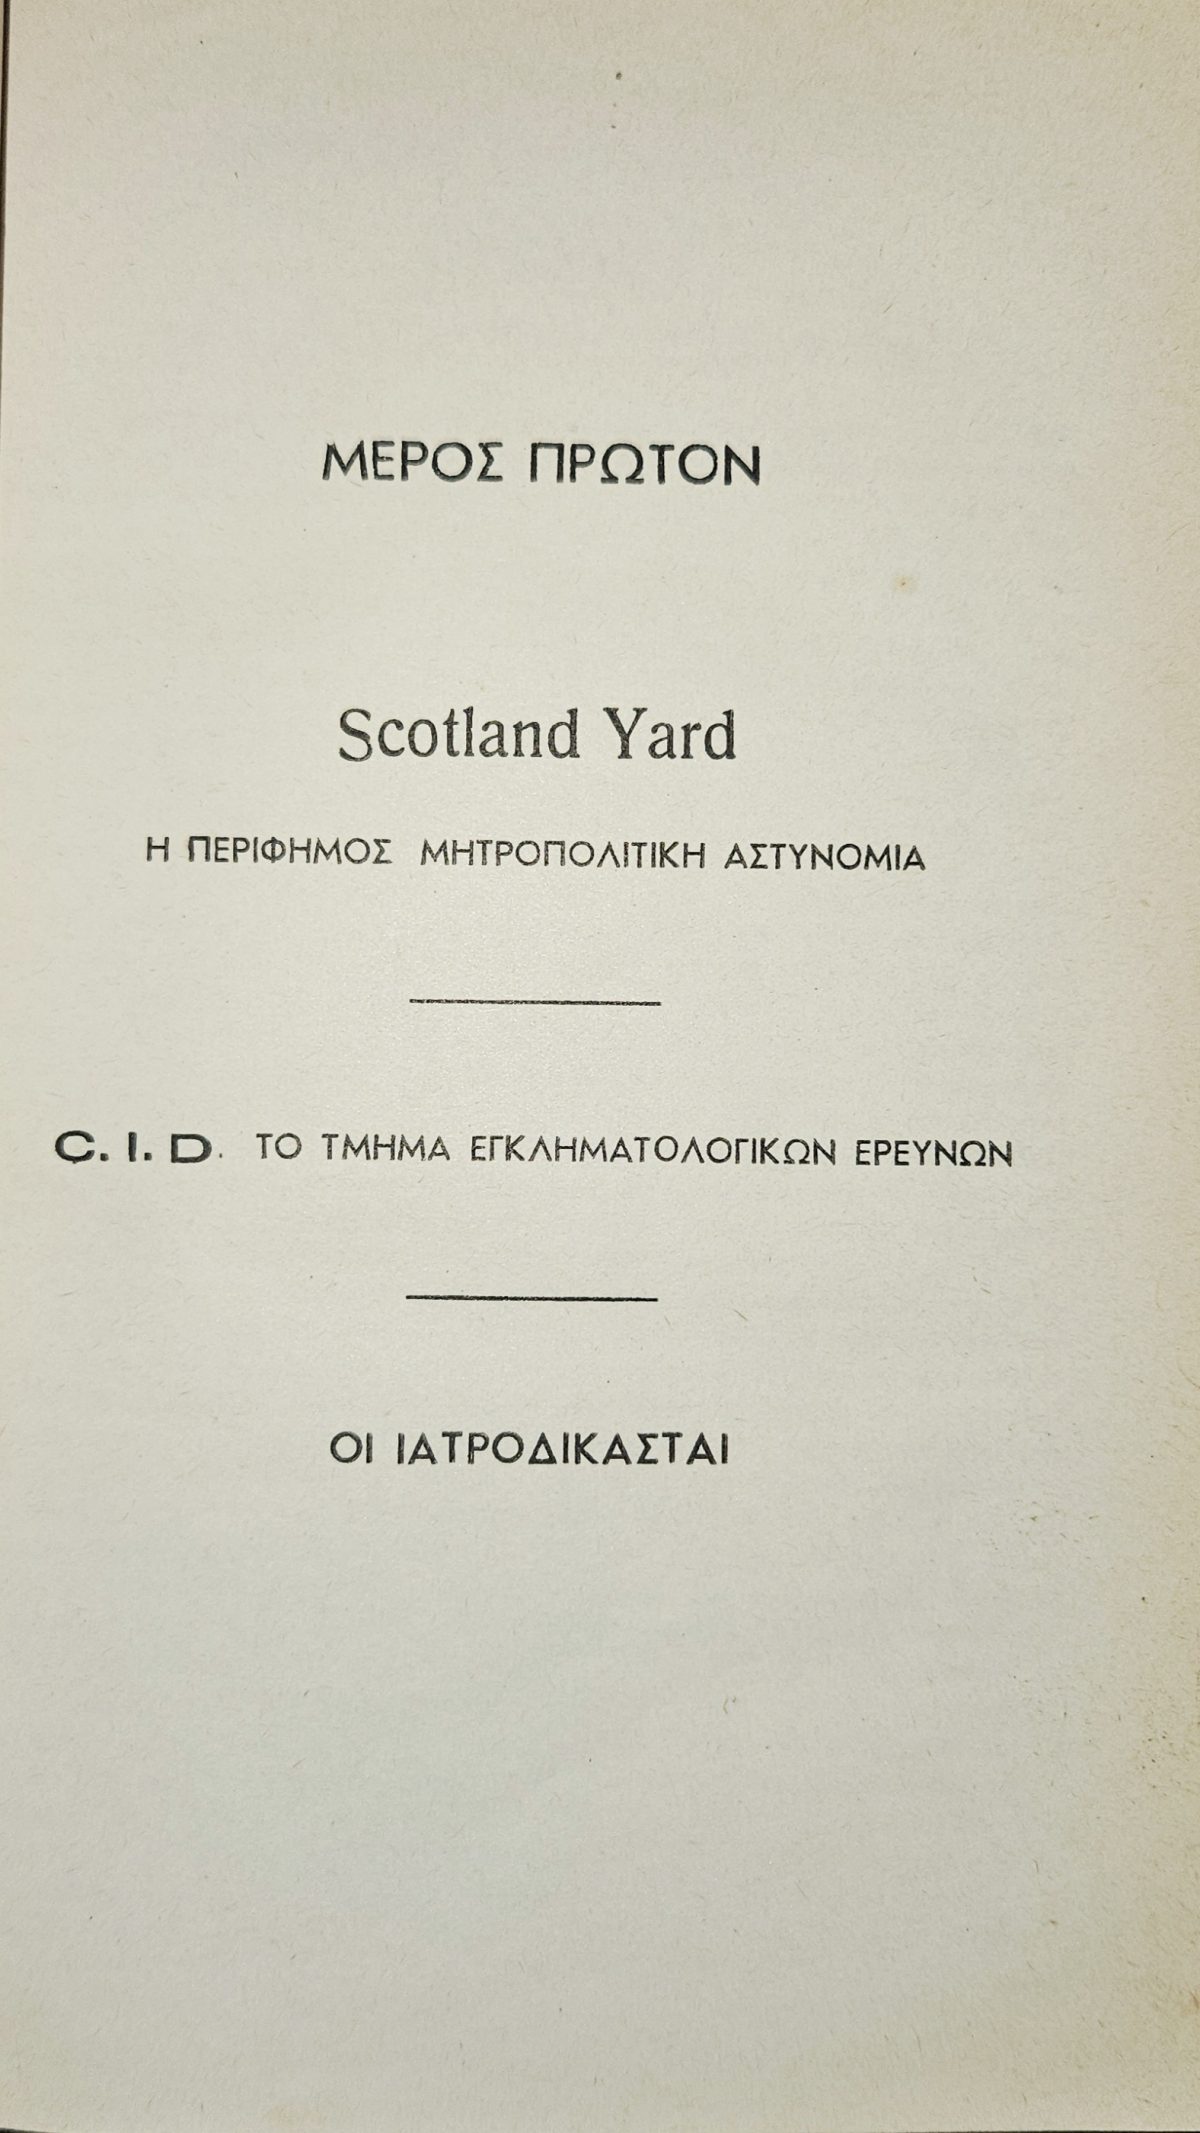 ΜΕΡΟΣ ΠΡΩΤΟΝ
Scotland Yard
Η ΠΕΡΙΦΗΜΟΣ ΜΗΤΡΟΠΟΛΙΤΙΚΗ ΑΣΤΥΝΟΜΙΑ
C. I. D. ΤΟ ΤΜΗΜΑ ΕΓΚΛΗΜΑΤΟΛΟΓΙΚΩΝ ΕΡΕΥΝΩΝ
ΟΙ ΙΑΤΡΟΔΙΚΑΣΤΑΙ